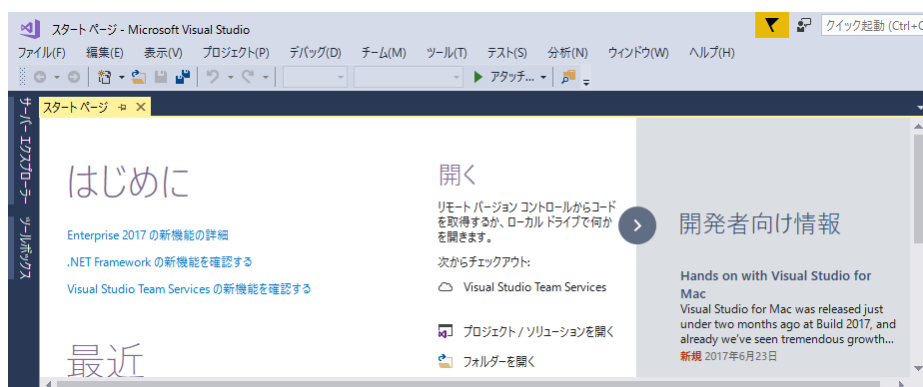 スタート ページ - Microsoft Visual Studio
クイック起動 (Ctrl+Q
ファイル(F) 編集(E) 表示(V) プロジェクト(P) デバッグ(D) チーム(M) ツール(T) テスト(S) 分析(N) ウィンドウ(W) ヘルプ(H)
アタッチ...
サーバー エクスプローラー
ツールボックス
スタート ページ
はじめに
Enterprise 2017 の新機能の詳細
.NET Framework の新機能を確認する
Visual Studio Team Services の新機能を確認する
最近
開く
リモート バージョン コントロールからコード
を取得するか、ローカル ドライブで何か
を開きます。
次からチェックアウト:
Visual Studio Team Services
プロジェクト / ソリューションを開く
フォルダーを開く
開発者向け情報
Hands on with Visual Studio for
Mac
Visual Studio for Mac was released just
under two months ago at Build 2017, and
already we've seen tremendous growth...
新規 2017年6月23日